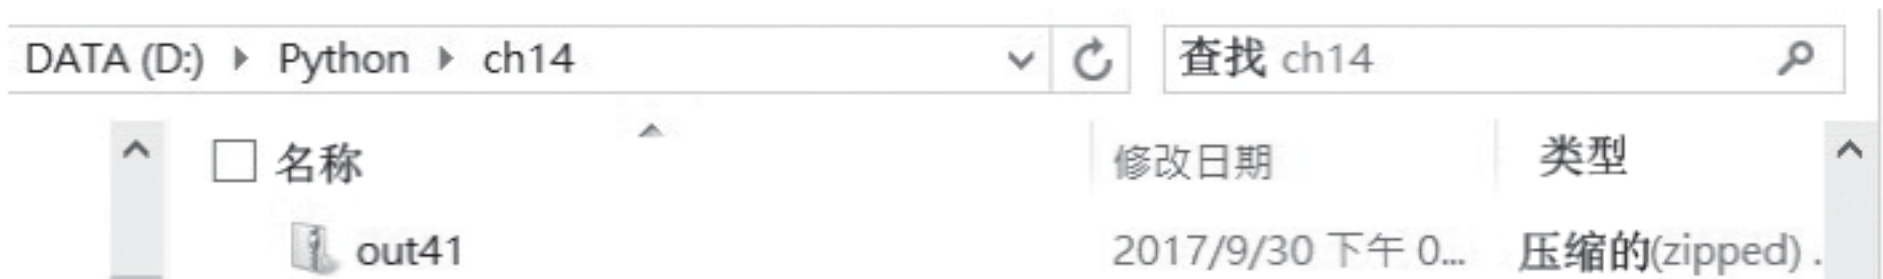 DATA (D:) Python ch14 查找 ch14
名称 修改日期 类型
out41 2017/9/30 下午 0... 压缩的(zipped) .